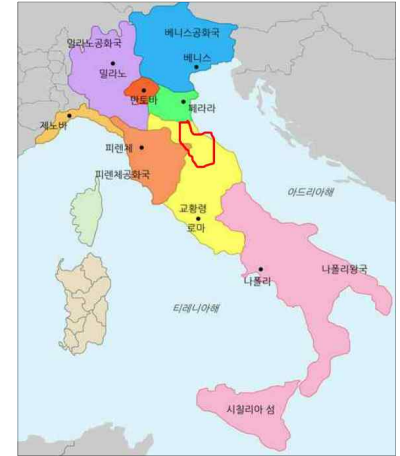 베니스공화국
밀라노공화국
베니스
밀라노
만토바
페라라
제노바
피렌체
피렌체공화국
아드리아해
교황령
로마
나폴리왕국
나폴리
티레니아해
시칠리아 섬